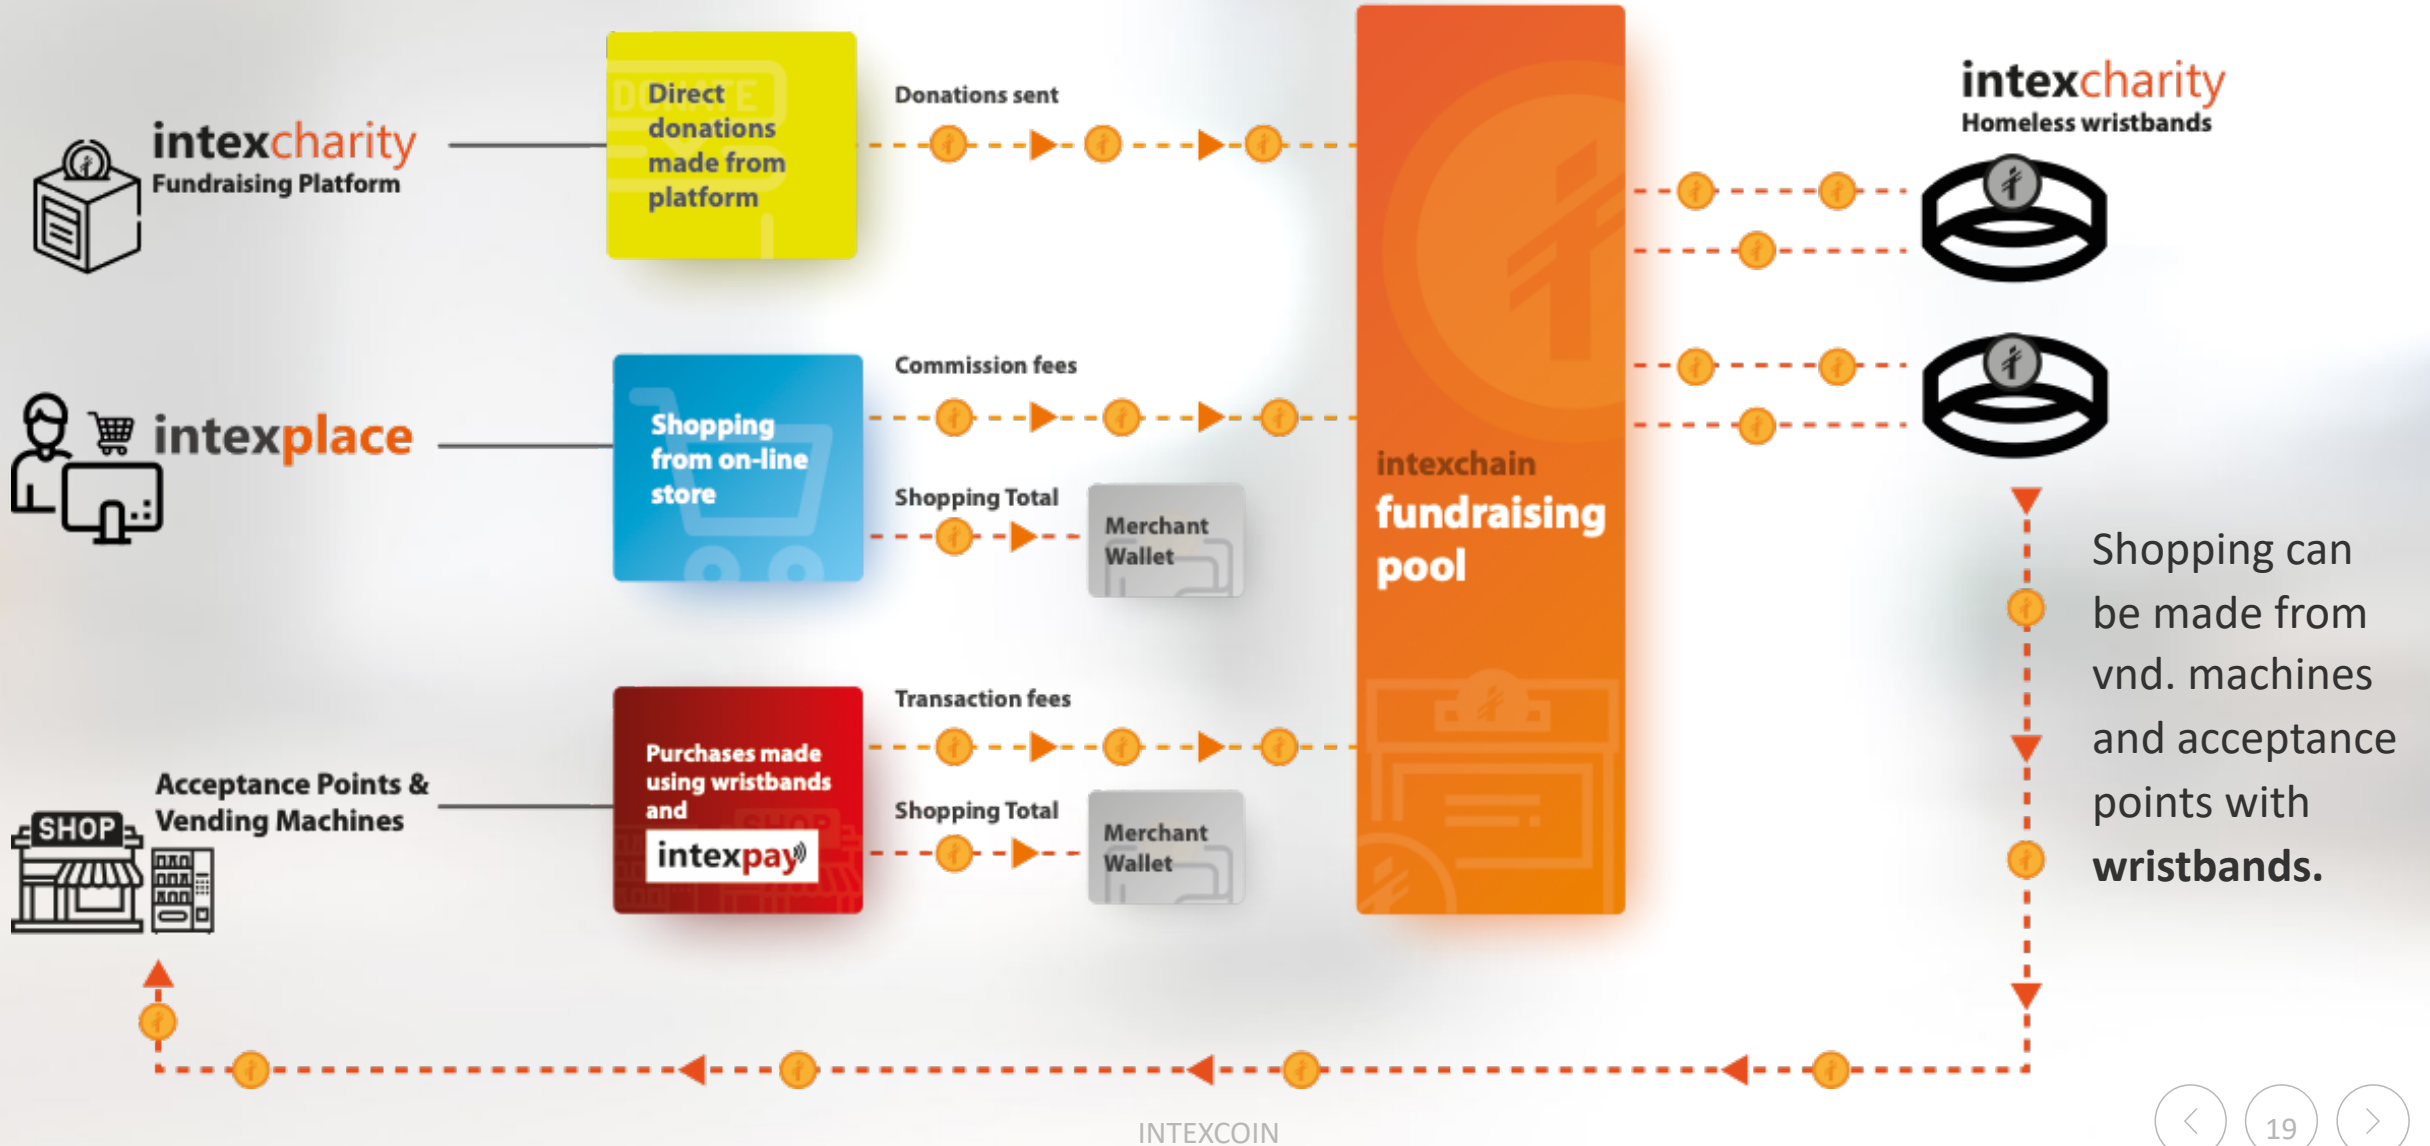 intexcharity
Fundraising Platform
DONATE
Direct
donations
made from
platform
Donations sent
intexcharity
Homeless wristbands
intexplace
Shopping
from on-line
store
Commission fees
Shopping Total
Merchant
Wallet
intexchain
fundraising
pool
Acceptance Points &
Vending Machines
SHOP
Purchases made
using wristbands
and
SHOP
intexpay
Transaction fees
Shopping Total
Merchant
Wallet
Shopping can
be made from
vnd. machines
and acceptance
points with
wristbands.
INTEXCOIN
19